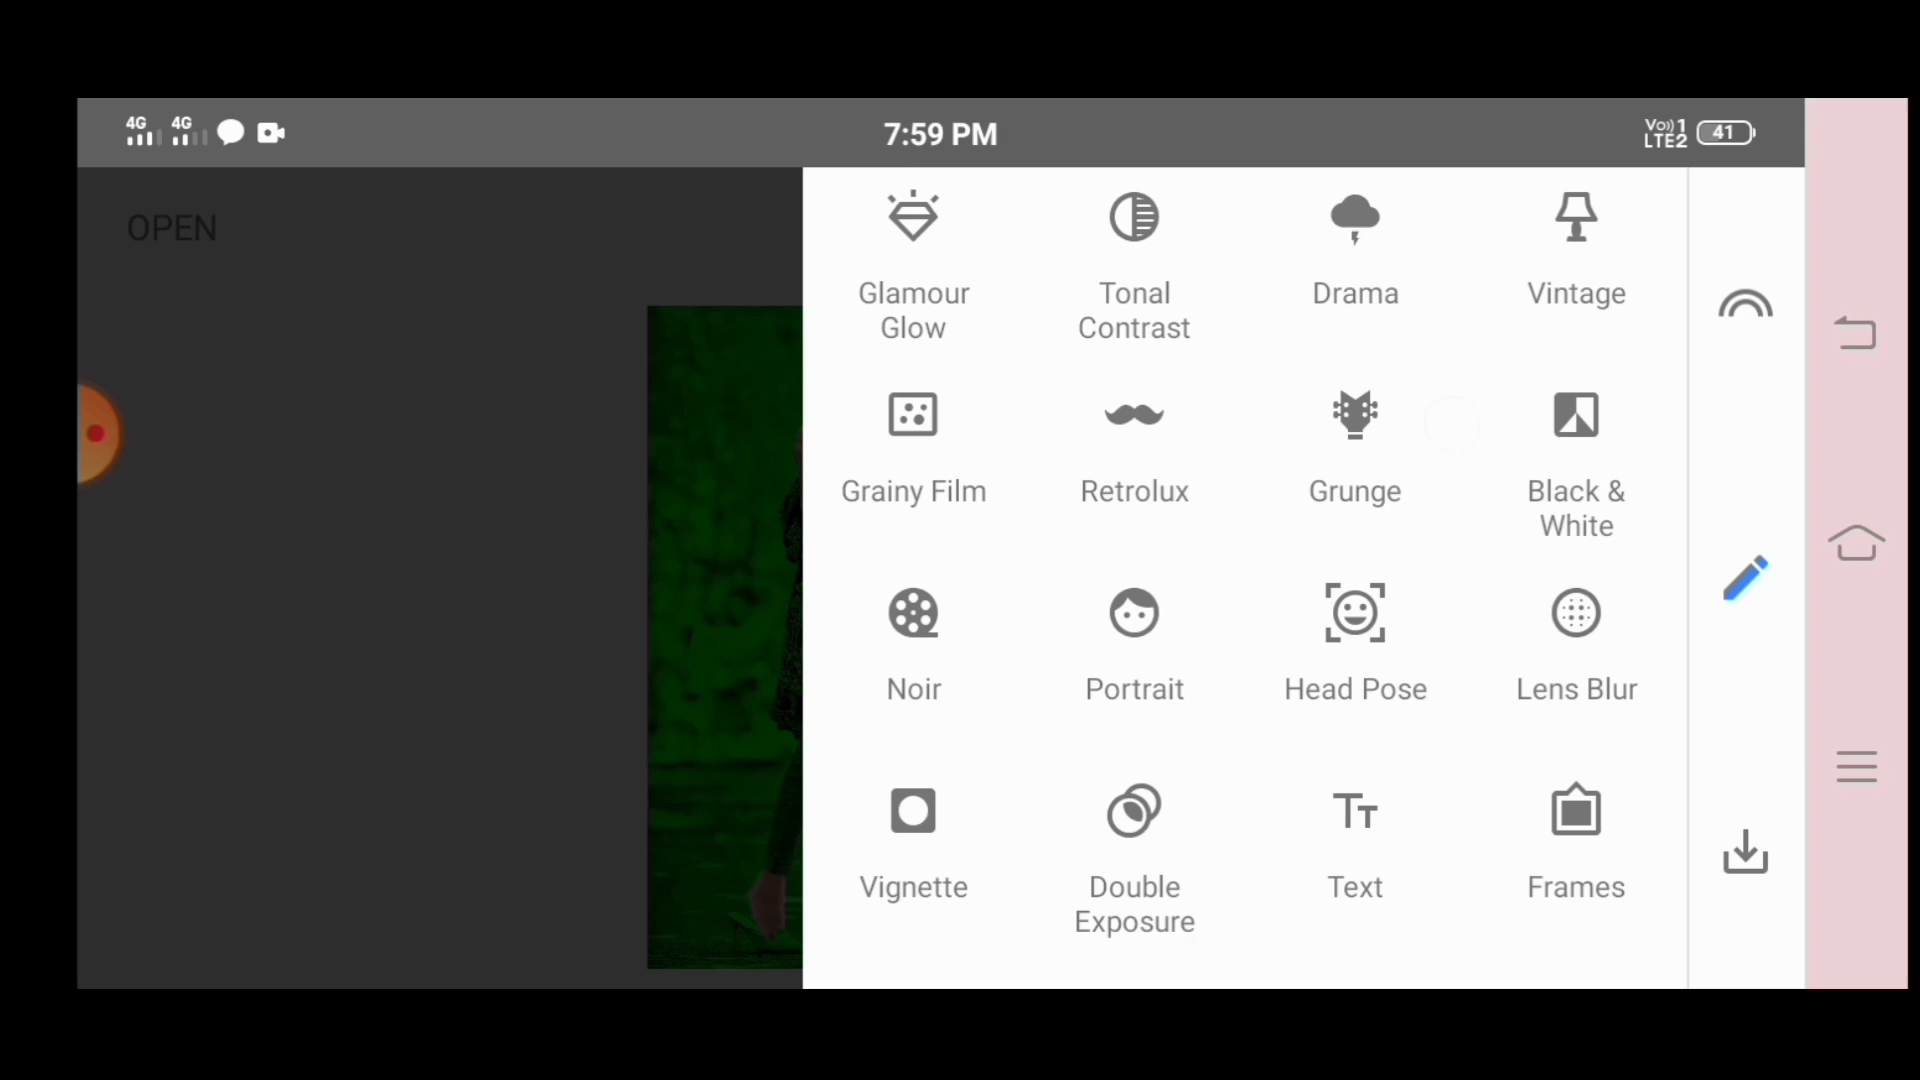 4G 4G 7:59 PM Vo))1 LTE2 41
OPEN
Glamour Glow
Tonal Contrast
Drama
Vintage
Grainy Film
Retrolux
Grunge
Black & White
Noir
Portrait
Head Pose
Lens Blur
Vignette
Double Exposure
Text
Frames